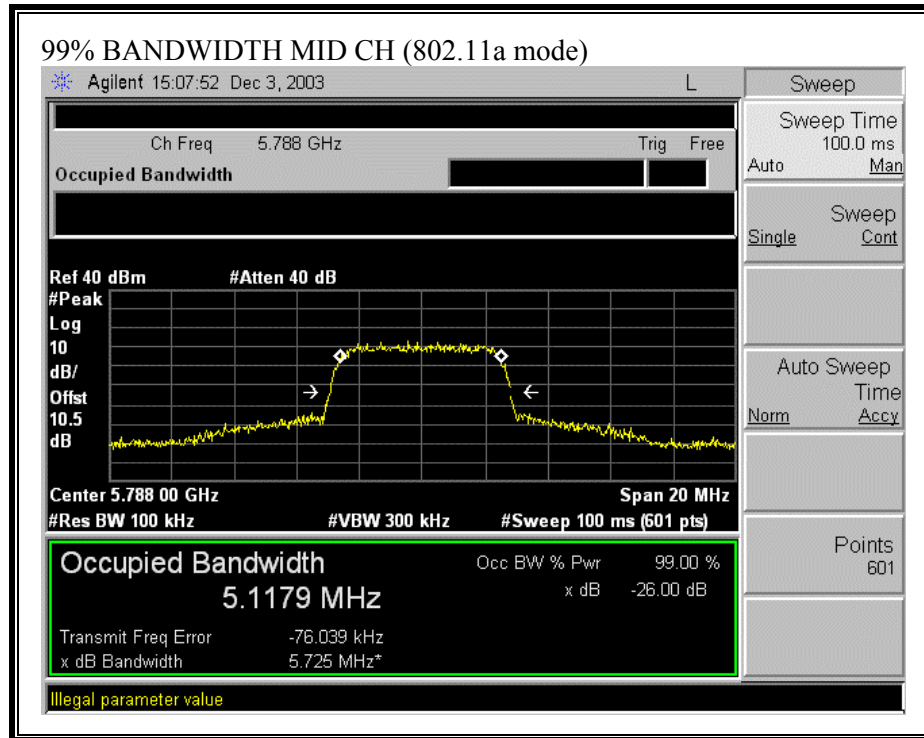 99% BANDWIDTH MID CH (802.11a mode)
Agilent 15:07:52 Dec 3, 2003 L
Sweep
Ch Freq 5.788 GHz Trig Free
Occupied Bandwidth
Sweep Time
100.0 ms
Auto Man
Sweep
Single Cont
Ref 40 dBm #Atten 40 dB
#Peak
Log
10
dB/
Offst
10.5
dB
Auto Sweep
Time
Norm Accy
Center 5.788 00 GHz Span 20 MHz
#Res BW 100 kHz #VBW 300 kHz #Sweep 100 ms (601 pts)
Points
601
Occupied Bandwidth
5.1179 MHz
Occ BW % Pwr 99.00 %
x dB -26.00 dB
Transmit Freq Error -76.039 kHz
x dB Bandwidth 5.725 MHz*
Illegal parameter value